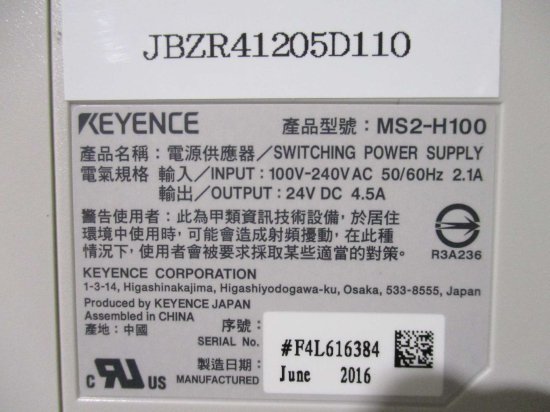 JBZR41205D110
KEYENCE 產品型號：MS2-H100
產品名稱：電源供應器／SWITCHING POWER SUPPLY
電氣規格 輸入／INPUT：100V-240V AC 50/60Hz 2.1A
輸出／OUTPUT：24V DC 4.5A
警告使用者：此為甲類資訊技術設備，於居住
環境中使用時，可能會造成射頻擾動，在此種
情況下，使用者會被要求採取某些適當的對策。
R3A236
KEYENCE CORPORATION
1-3-14, Higashinakajima, Higashiyodogawa-ku, Osaka, 533-8555, Japan
Produced by KEYENCE JAPAN
Assembled in CHINA
產地：中國
序號：
SERIAL No.
#F4L616384
製造日期：
MANUFACTURED
June 2016
C RU US